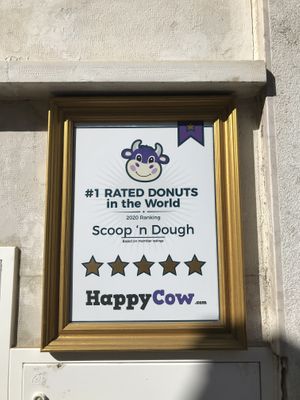 #1 RATED DONUTS
in the World
2020 Ranking
Scoop 'n Dough
Based on member ratings
HappyCow.com